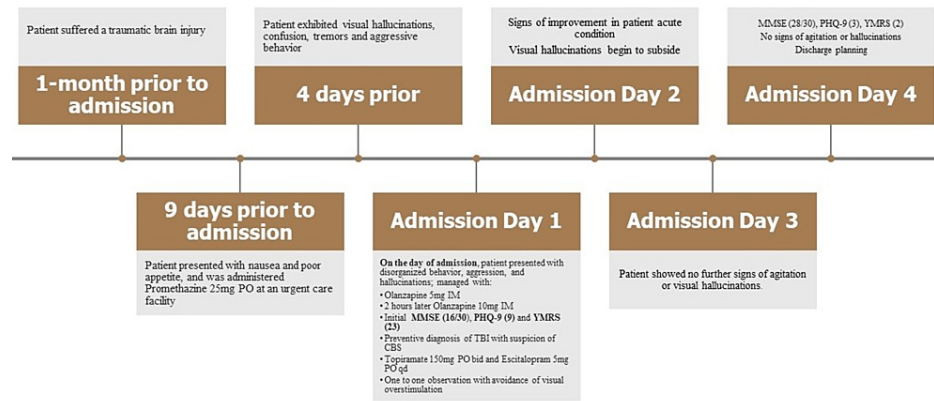 Patient suffered a traumatic brain injury
1-month prior to
admission
9 days prior to
admission
Patient presented with nausea and poor
appetite, and was administered
Promethazine 25mg PO at an urgent care
facility
Patient exhibited visual hallucinations,
confusion, tremors and aggressive
behavior
4 days prior
Admission Day 1
On the day of admission, patient presented with
disorganized behavior, aggression, and
hallucinations; managed with:
•Olanzapine 5mg IM
•2 hours later Olanzapine 10mg IM
•Initial MMSE (16/30), PHQ-9 (9) and YMRS
(23)
•Preventive diagnosis of TBI with suspicion of
CBS
•Topiramate 150mg PO bid and Escitalopram 5mg
PO qd
•One to one observation with avoidance of visual
overstimulation
Signs of improvement in patient acute
condition
Visual hallucinations begin to subside
Admission Day 2
Admission Day 3
Patient showed no further signs of agitation
or visual hallucinations.
MMSE (28/30), PHQ-9 (3), YMRS (2)
No signs of agitation or hallucinations
Discharge planning
Admission Day 4